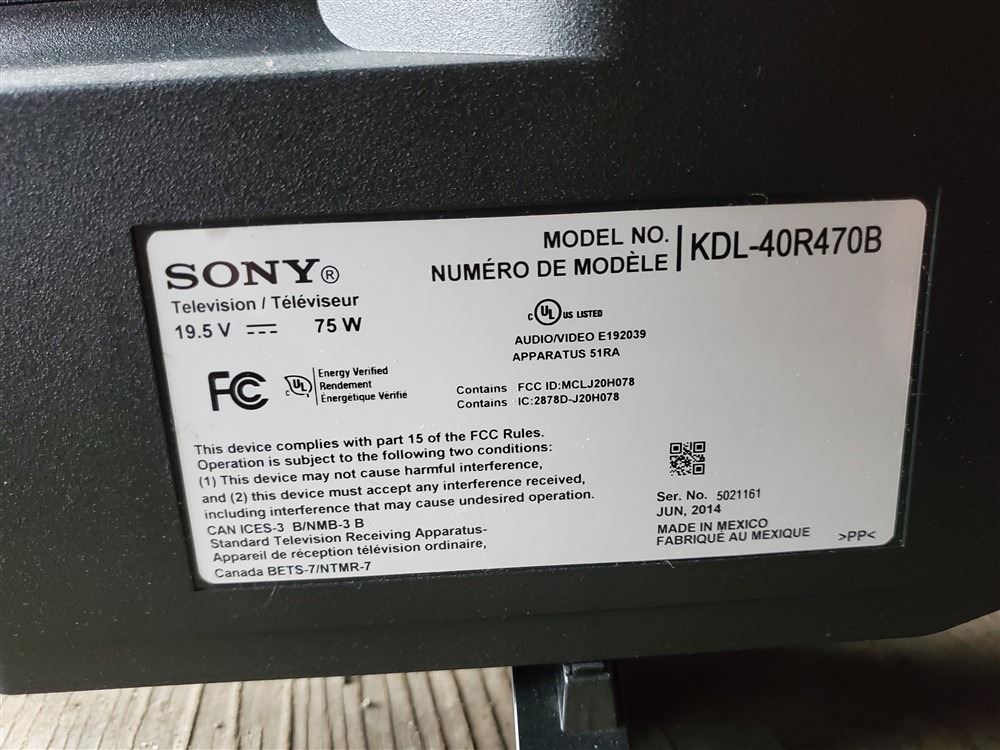 SONY®
Television / Téléviseur
19.5 V 75 W
MODEL NO.
NUMÉRO DE MODÈLE
KDL-40R470B
c UL US LISTED
AUDIO/VIDEO E192039
APPARATUS 51RA
FC
c UL
Energy Verified
Rendement
Énergétique Vérifié
Contains FCC ID:MCLJ20H078
Contains IC:2878D-J20H078
This device complies with part 15 of the FCC Rules.
Operation is subject to the following two conditions:
(1) This device may not cause harmful interference,
and (2) this device must accept any interference received,
including interference that may cause undesired operation.
CAN ICES-3 B/NMB-3 B
Standard Television Receiving Apparatus-
Appareil de réception télévision ordinaire,
Canada BETS-7/NTMR-7
Ser. No. 5021161
JUN, 2014
MADE IN MEXICO
FABRIQUÉ AU MEXIQUE
>PP<